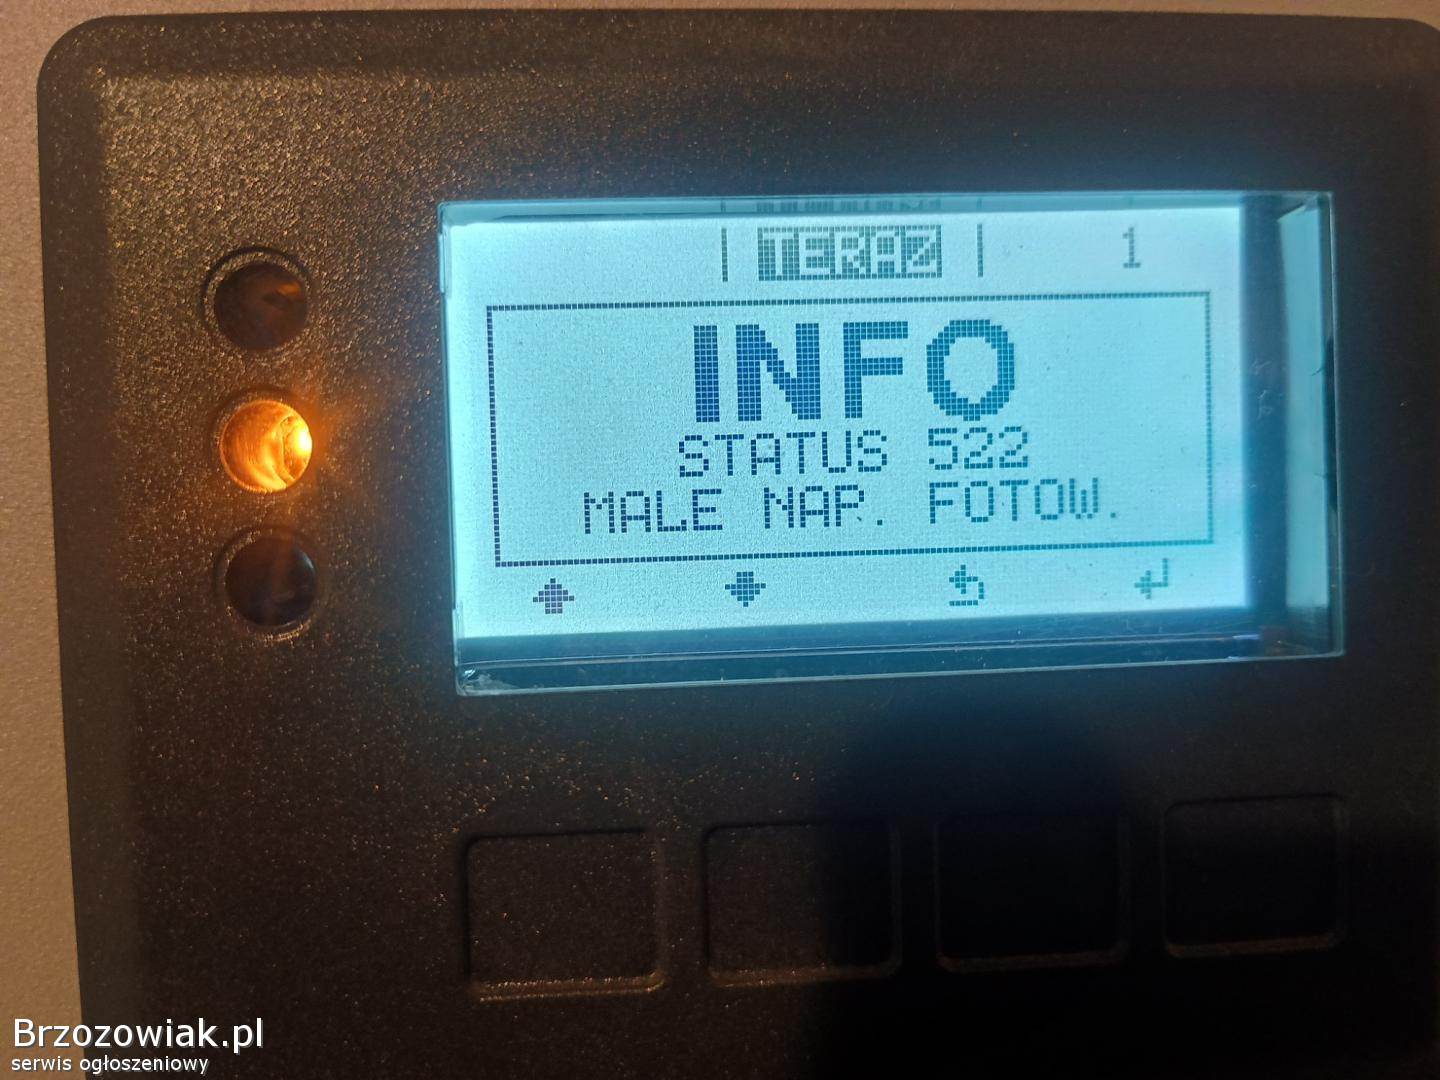 | TERAZ | 1
INFO
STATUS 522
MALE NAP. FOTOW.
Brzozowiak.pl
serwis ogłoszeniowy